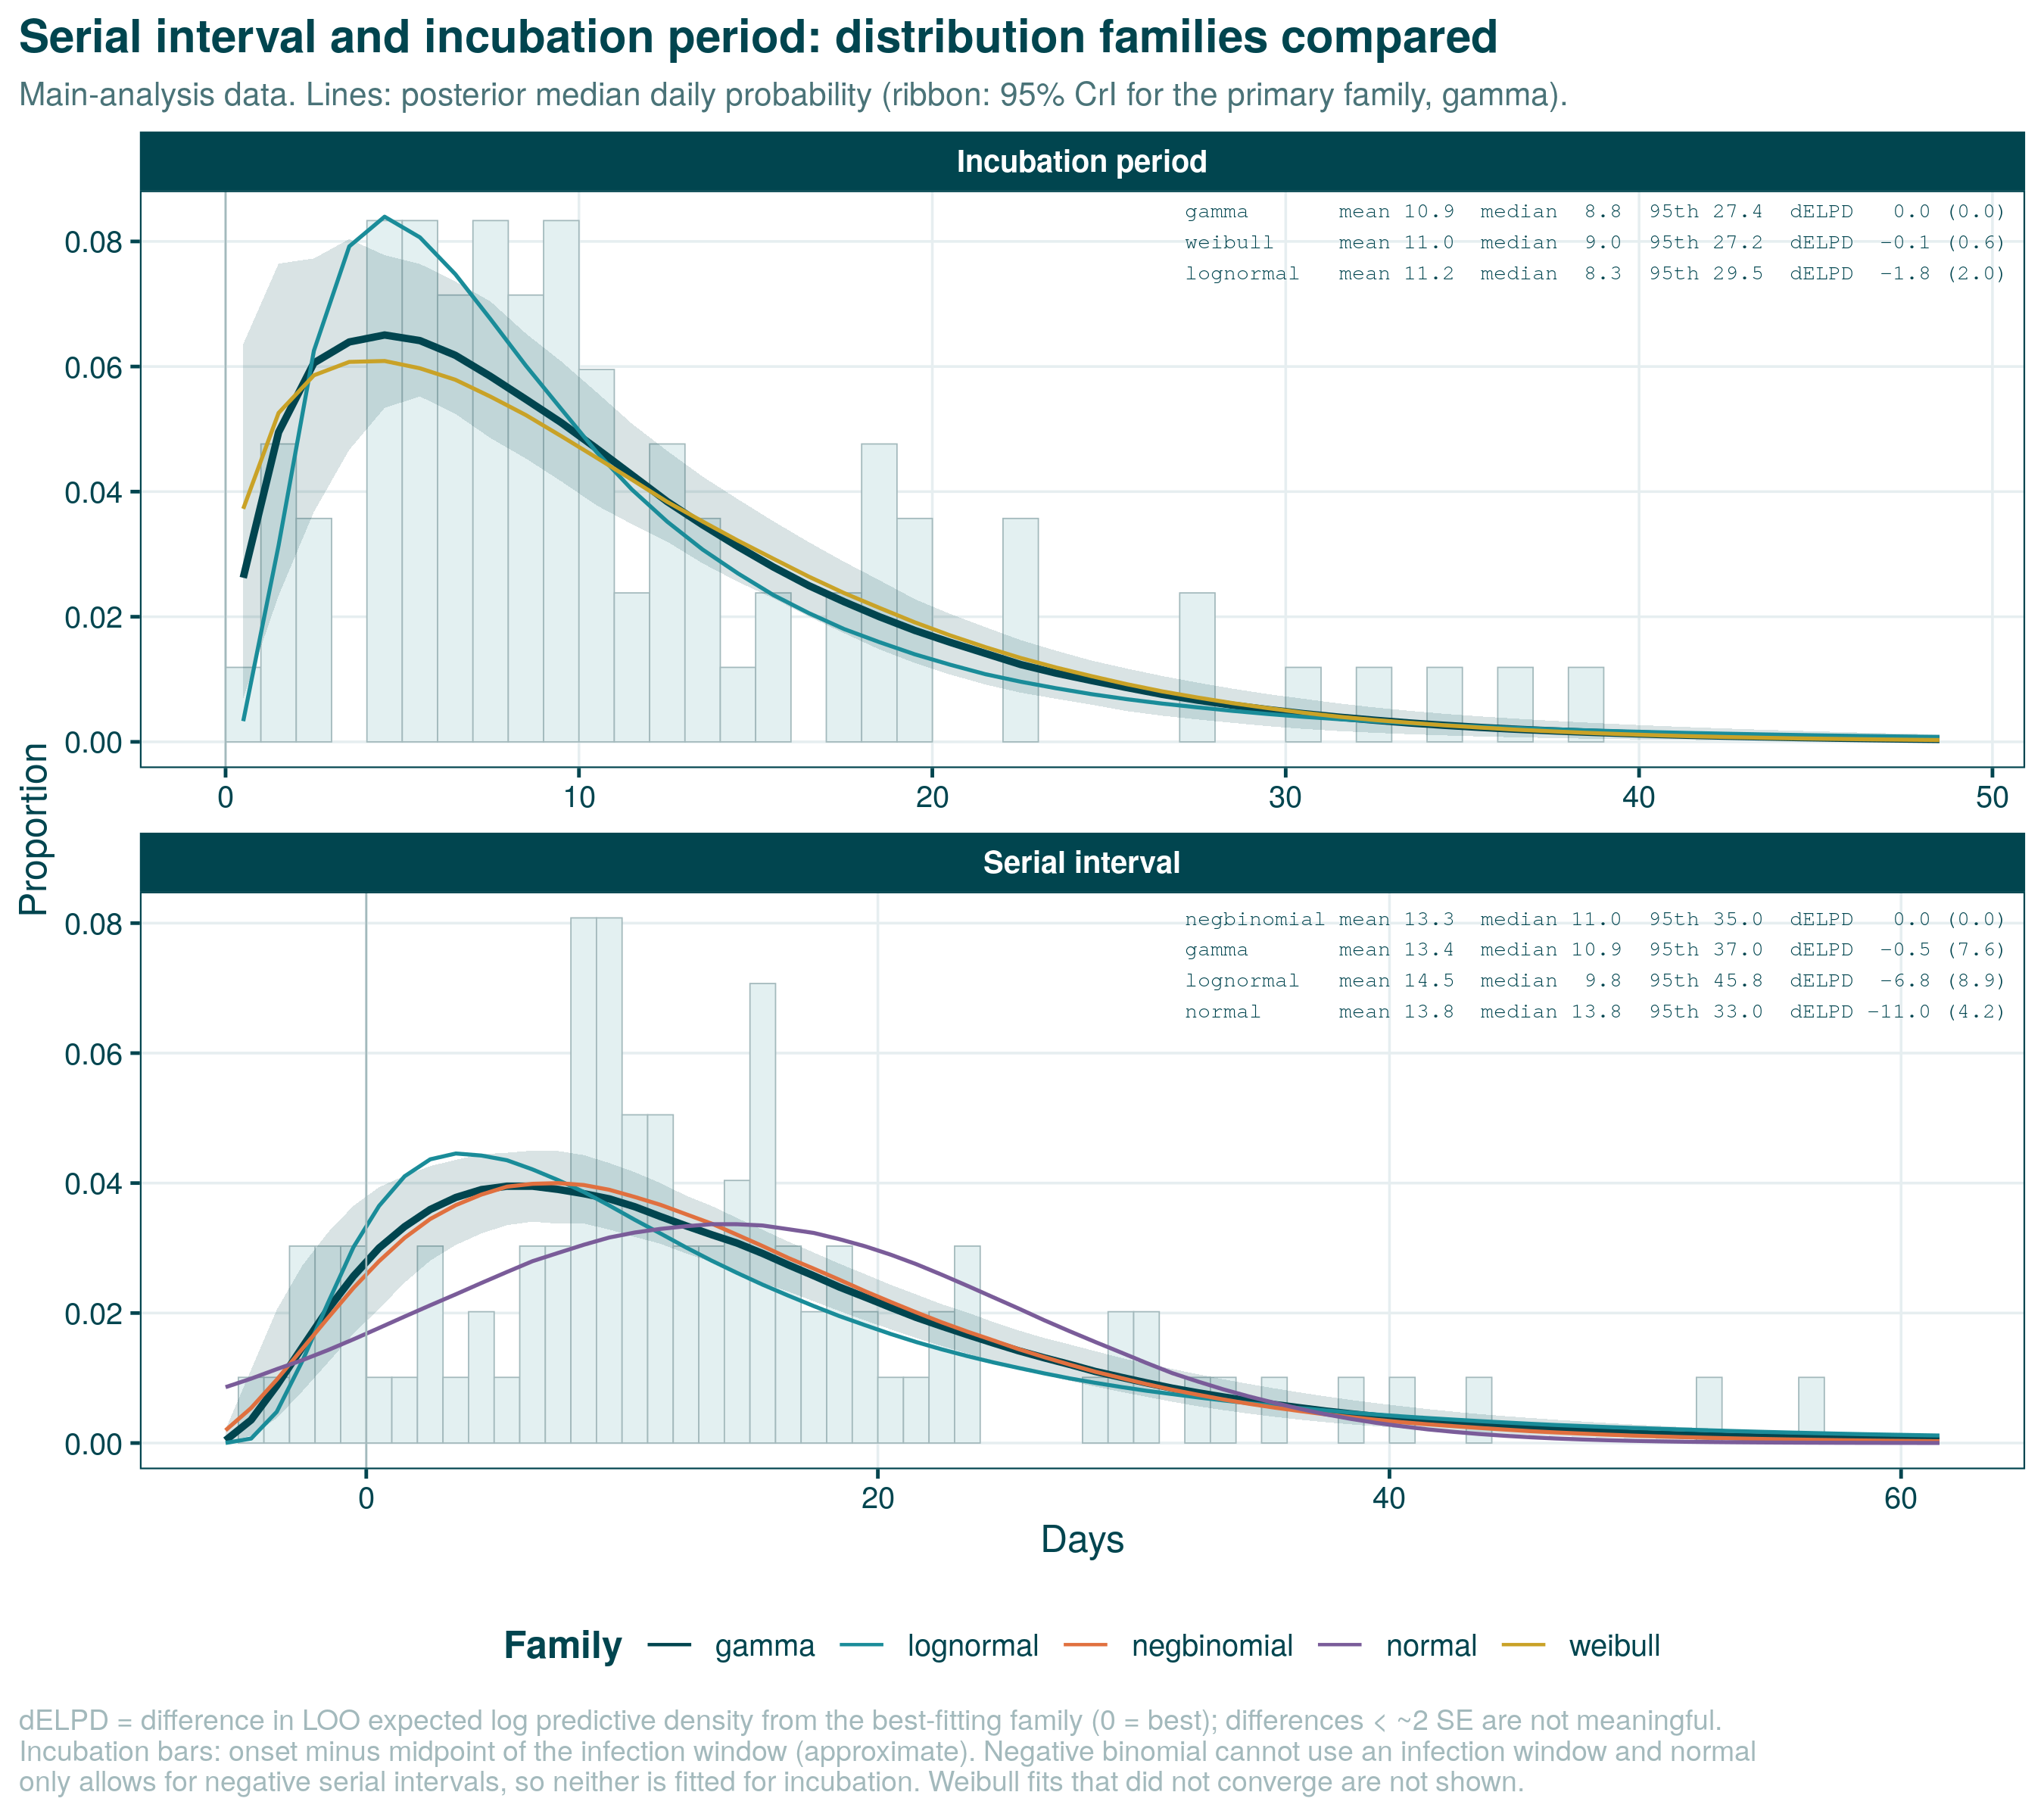 Serial interval and incubation period: distribution families compared
Main-analysis data. Lines: posterior median daily probability (ribbon: 95% CrI for the primary family, gamma).
Incubation period
gamma mean 10.9 median 8.8 95th 27.4 dELPD 0.0 (0.0)
weibull mean 11.0 median 9.0 95th 27.2 dELPD −0.1 (0.6)
lognormal mean 11.2 median 8.3 95th 29.5 dELPD −1.8 (2.0)
0.08
0.06
0.04
0.02
0.00
0 10 20 30 40 50
Proportion
Serial interval
negbinomial mean 13.3 median 11.0 95th 35.0 dELPD 0.0 (0.0)
gamma mean 13.4 median 10.9 95th 37.0 dELPD −0.5 (7.6)
lognormal mean 14.5 median 9.8 95th 45.8 dELPD −6.8 (8.9)
normal mean 13.8 median 13.8 95th 33.0 dELPD −11.0 (4.2)
0.08
0.06
0.04
0.02
0.00
0 20 40 60
Days
Family gamma lognormal negbinomial normal weibull
dELPD = difference in LOO expected log predictive density from the best-fitting family (0 = best); differences < ~2 SE are not meaningful.
Incubation bars: onset minus midpoint of the infection window (approximate). Negative binomial cannot use an infection window and normal
only allows for negative serial intervals, so neither is fitted for incubation. Weibull fits that did not converge are not shown.